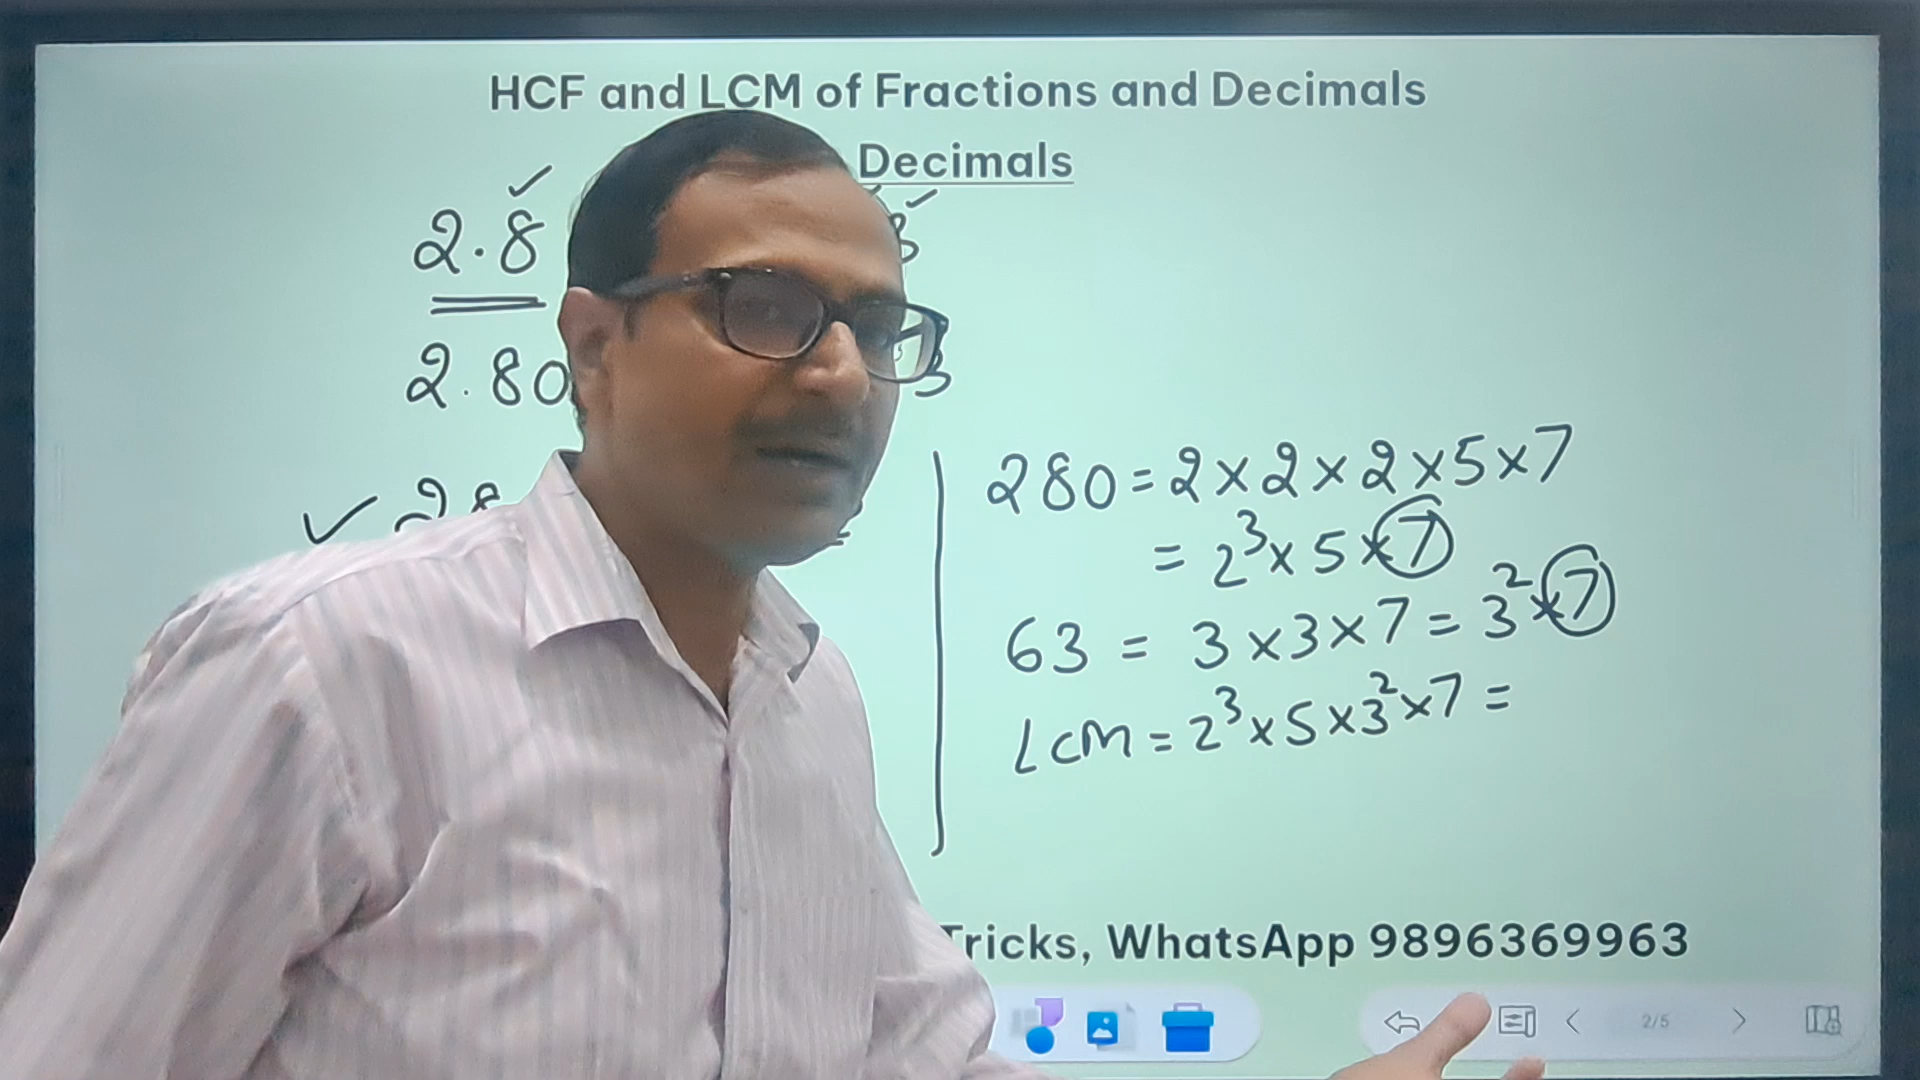 HCF and LCM of Fractions and Decimals
Decimals
2.8
2.80
280 = 2 × 2 × 2 × 5 × 7
= 2³ × 5 × 7
63 = 3 × 3 × 7 = 3² × 7
LCM = 2³ × 5 × 3² × 7 =
Tricks, WhatsApp 9896369963
2/5